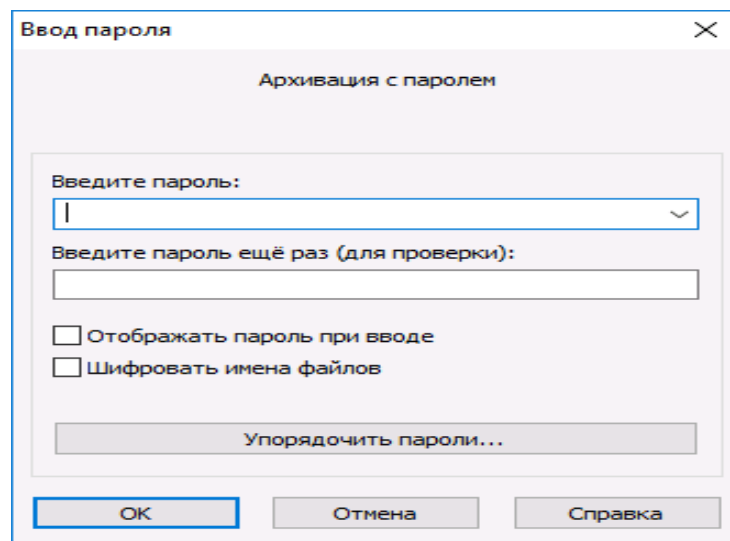 Ввод пароля
Архивация с паролем
Введите пароль:
Введите пароль ещё раз (для проверки):
Отображать пароль при вводе
Шифровать имена файлов
Упорядочить пароли...
ОК
Отмена
Справка